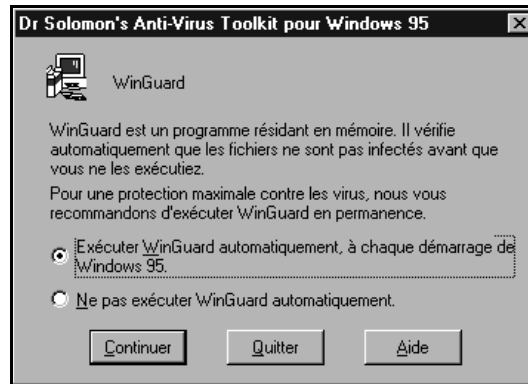 Dr Solomon's Anti-Virus Toolkit pour Windows 95
WinGuard
WinGuard est un programme résidant en mémoire. Il vérifie
automatiquement que les fichiers ne sont pas infectés avant que
vous ne les exécutiez.
Pour une protection maximale contre les virus, nous vous
recommandons d'exécuter WinGuard en permanence.
Exécuter WinGuard automatiquement, à chaque démarrage de
Windows 95.
Ne pas exécuter WinGuard automatiquement.
Continuer Quitter Aide